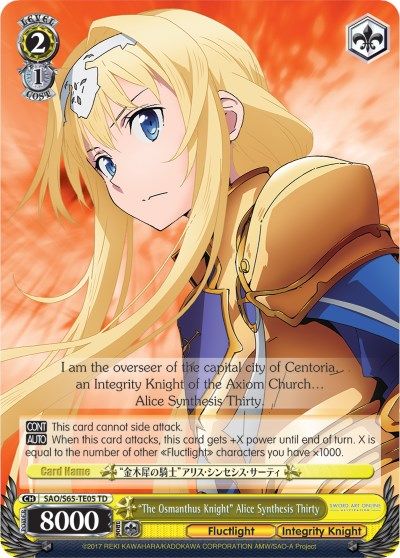 LEVEL
2
1
COST
I am the overseer of the capital city of Centoria,
an Integrity Knight of the Axiom Church…
Alice Synthesis Thirty.
CONT This card cannot side attack.
AUTO When this card attacks, this card gets +X power until end of turn. X is
equal to the number of other «Fluctlight» characters you have ×1000.
Card Name "金木犀の騎士"アリス・シンセシス・サーティ
CH SAO/S65-TE05 TD "The Osmanthus Knight" Alice Synthesis Thirty
POWER 8000 SOUL SWORD ART ONLINE
Fluctlight Integrity Knight
©2017 REKI KAWAHARA/KADOKAWA CORPORATION AMW/SAO-A Project